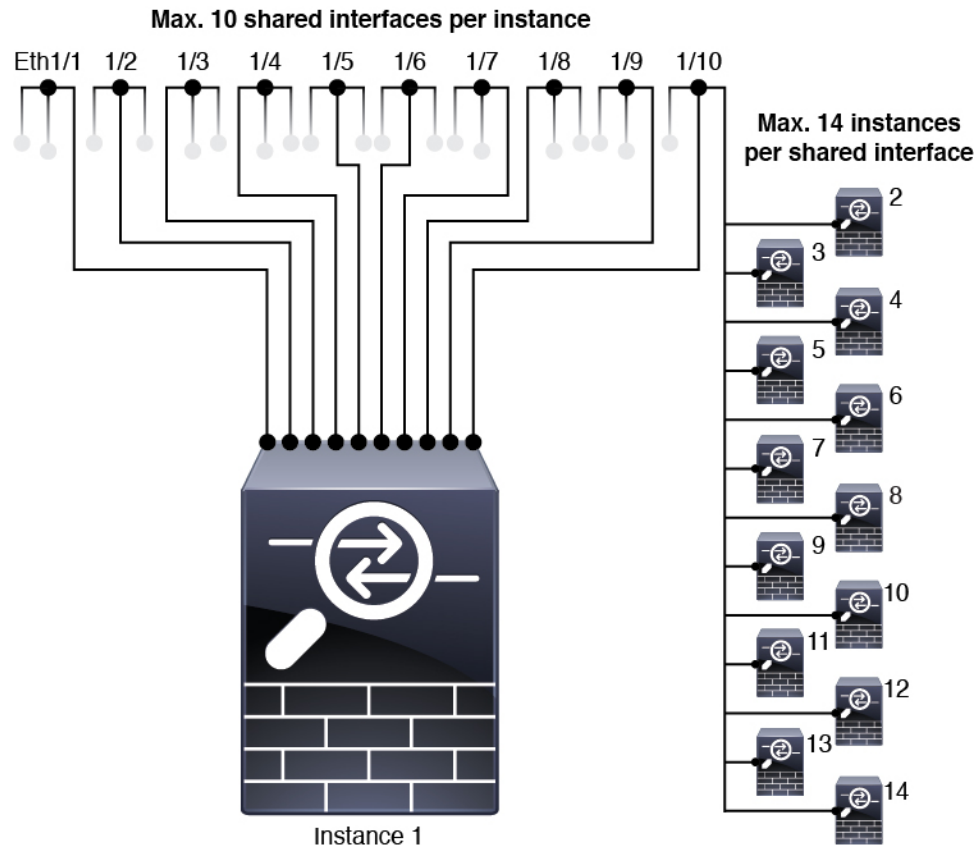 Max. 10 shared interfaces per instance
Eth1/1 1/2 1/3 1/4 1/5 1/6 1/7 1/8 1/9 1/10
Max. 14 instances
per shared interface
2
3
4
5
6
7
8
9
10
11
12
13
14
Instance 1